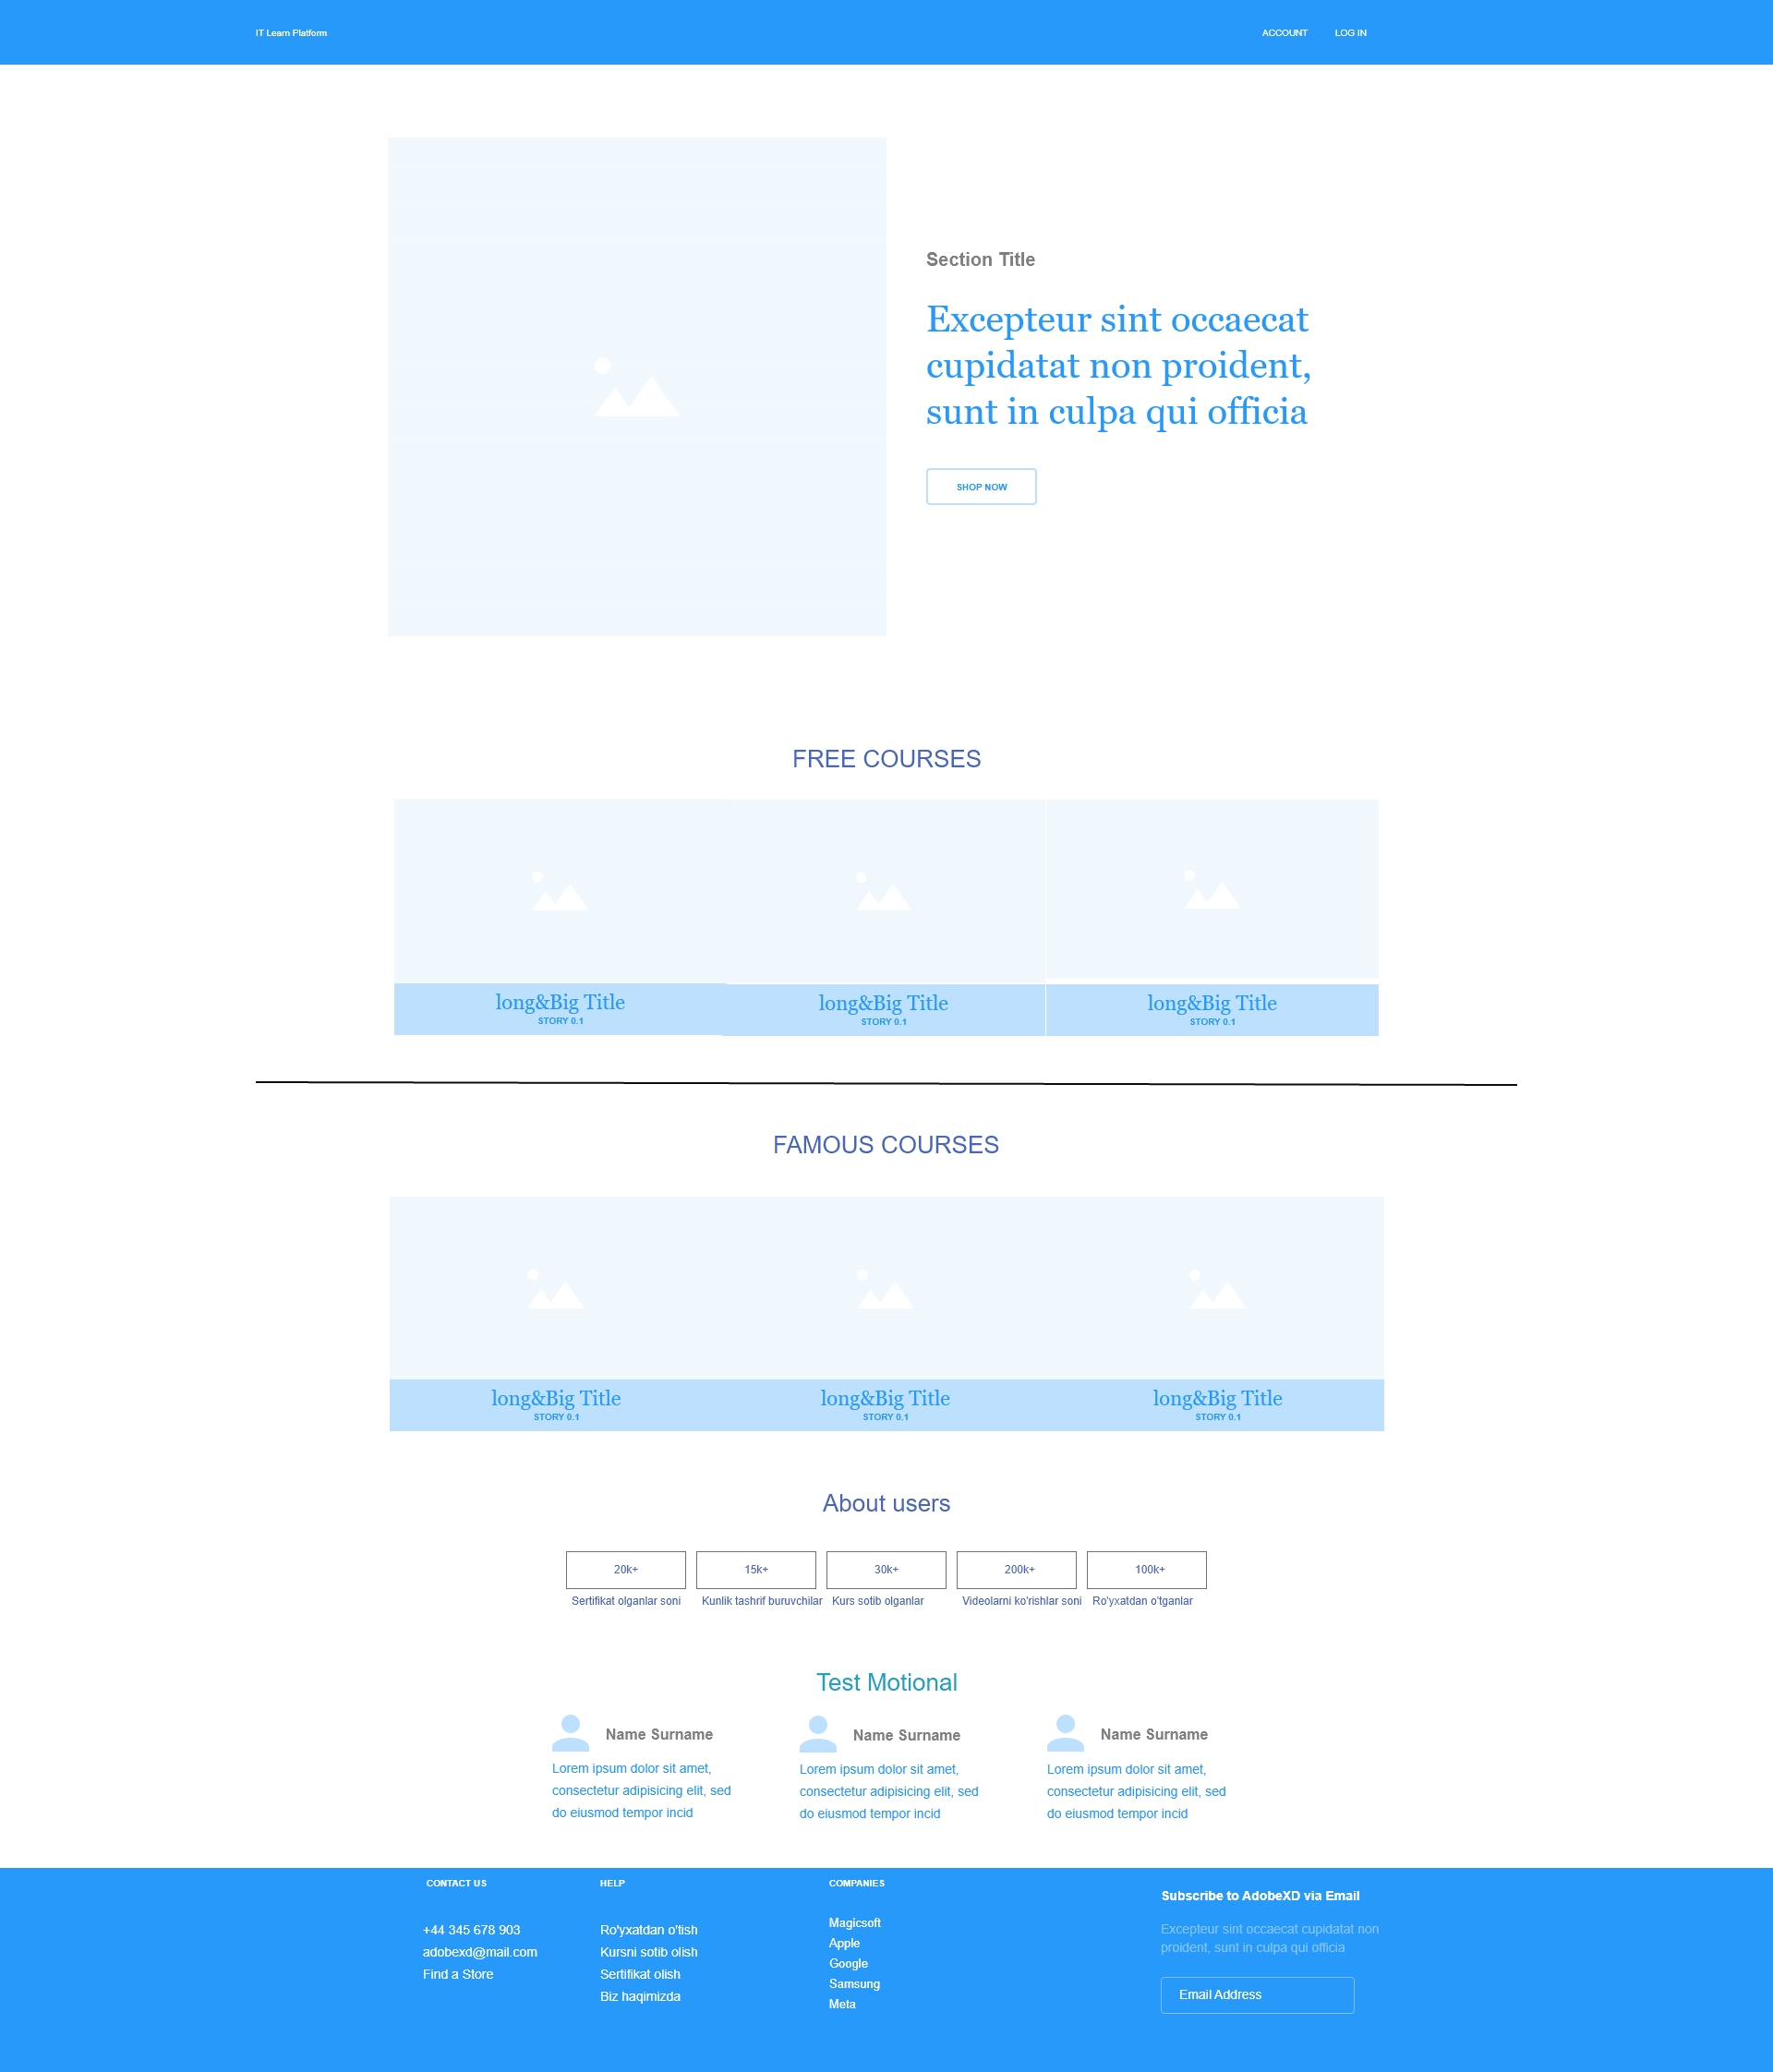 IT Learn Platform
ACCOUNT
LOG IN
Section Title
Excepteur sint occaecat
cupidatat non proident,
sunt in culpa qui officia
SHOP NOW
FREE COURSES
long&Big Title
STORY 0.1
long&Big Title
STORY 0.1
long&Big Title
STORY 0.1
FAMOUS COURSES
long&Big Title
STORY 0.1
long&Big Title
STORY 0.1
long&Big Title
STORY 0.1
About users
20k+
Sertifikat olganlar soni
15k+
Kunlik tashrif buruvchilar
30k+
Kurs sotib olganlar
200k+
Videolarni ko'rishlar soni
100k+
Ro'yxatdan o'tganlar
Test Motional
Name Surname
Lorem ipsum dolor sit amet,
consectetur adipisicing elit, sed
do eiusmod tempor incid
Name Surname
Lorem ipsum dolor sit amet,
consectetur adipisicing elit, sed
do eiusmod tempor incid
Name Surname
Lorem ipsum dolor sit amet,
consectetur adipisicing elit, sed
do eiusmod tempor incid
CONTACT US
+44 345 678 903
adobexd@mail.com
Find a Store
HELP
Ro'yxatdan o'tish
Kursni sotib olish
Sertifikat olish
Biz haqimizda
COMPANIES
Magicsoft
Apple
Google
Samsung
Meta
Subscribe to AdobeXD via Email
Excepteur sint occaecat cupidatat non
proident, sunt in culpa qui officia
Email Address